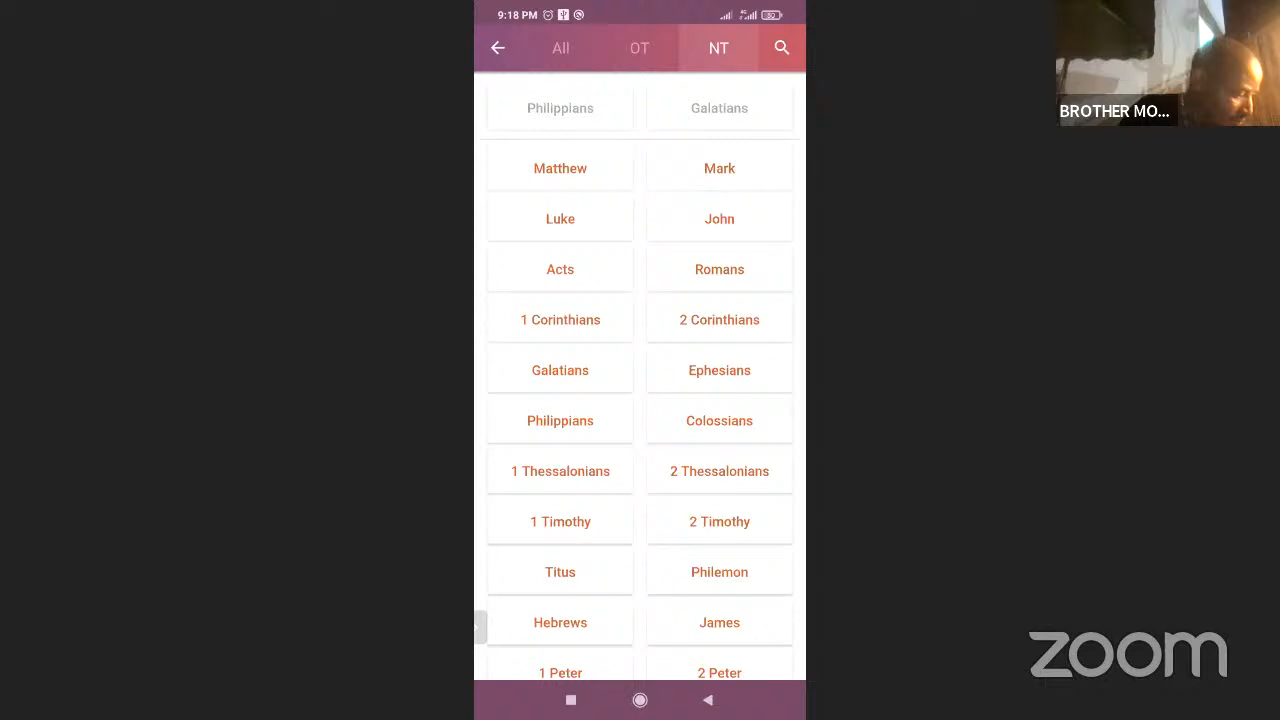 9:18 PM
All OT NT
BROTHER MO...
Philippians Galatians
Matthew Mark
Luke John
Acts Romans
1 Corinthians 2 Corinthians
Galatians Ephesians
Philippians Colossians
1 Thessalonians 2 Thessalonians
1 Timothy 2 Timothy
Titus Philemon
Hebrews James
1 Peter 2 Peter
zoom